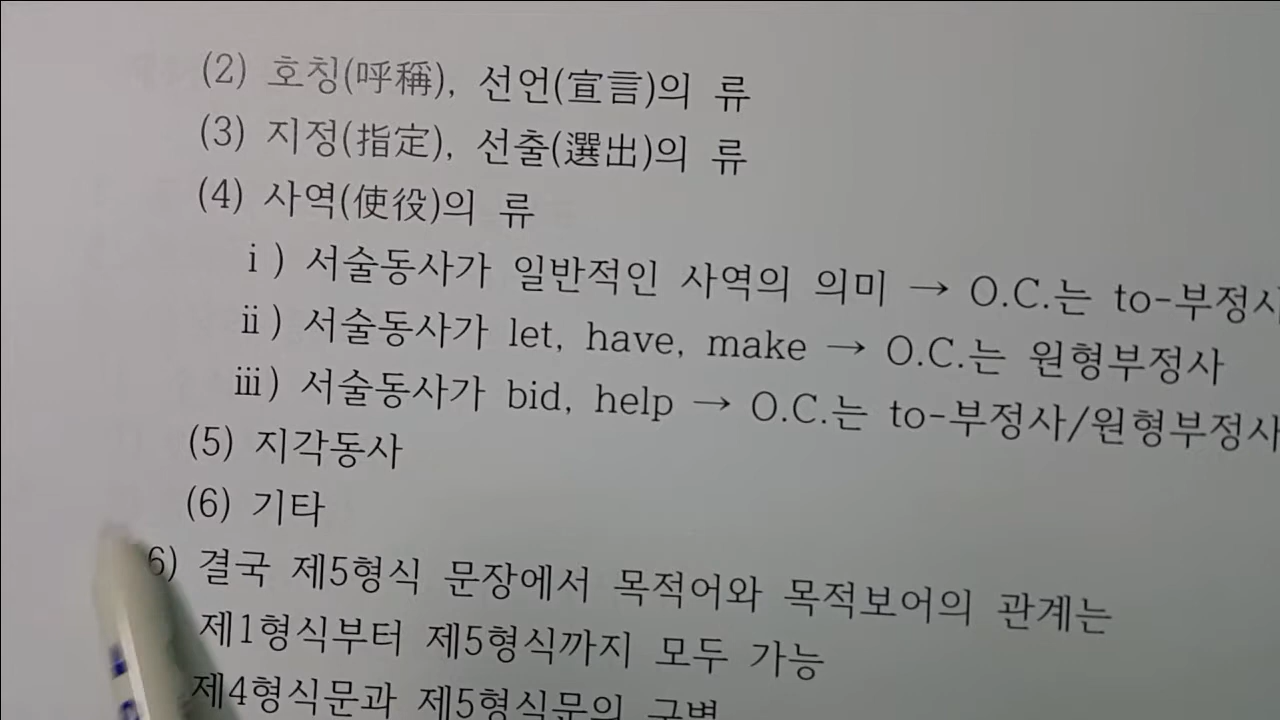 (2) 호칭(呼稱), 선언(宣言)의 류
(3) 지정(指定), 선출(選出)의 류
(4) 사역(使役)의 류
ⅰ) 서술동사가 일반적인 사역의 의미 → O.C.는 to-부정사
ⅱ) 서술동사가 let, have, make → O.C.는 원형부정사
ⅲ) 서술동사가 bid, help → O.C.는 to-부정사/원형부정사
(5) 지각동사
(6) 기타
6) 결국 제5형식 문장에서 목적어와 목적보어의 관계는
제1형식부터 제5형식까지 모두 가능
제4형식문과 제5형식문의 구별